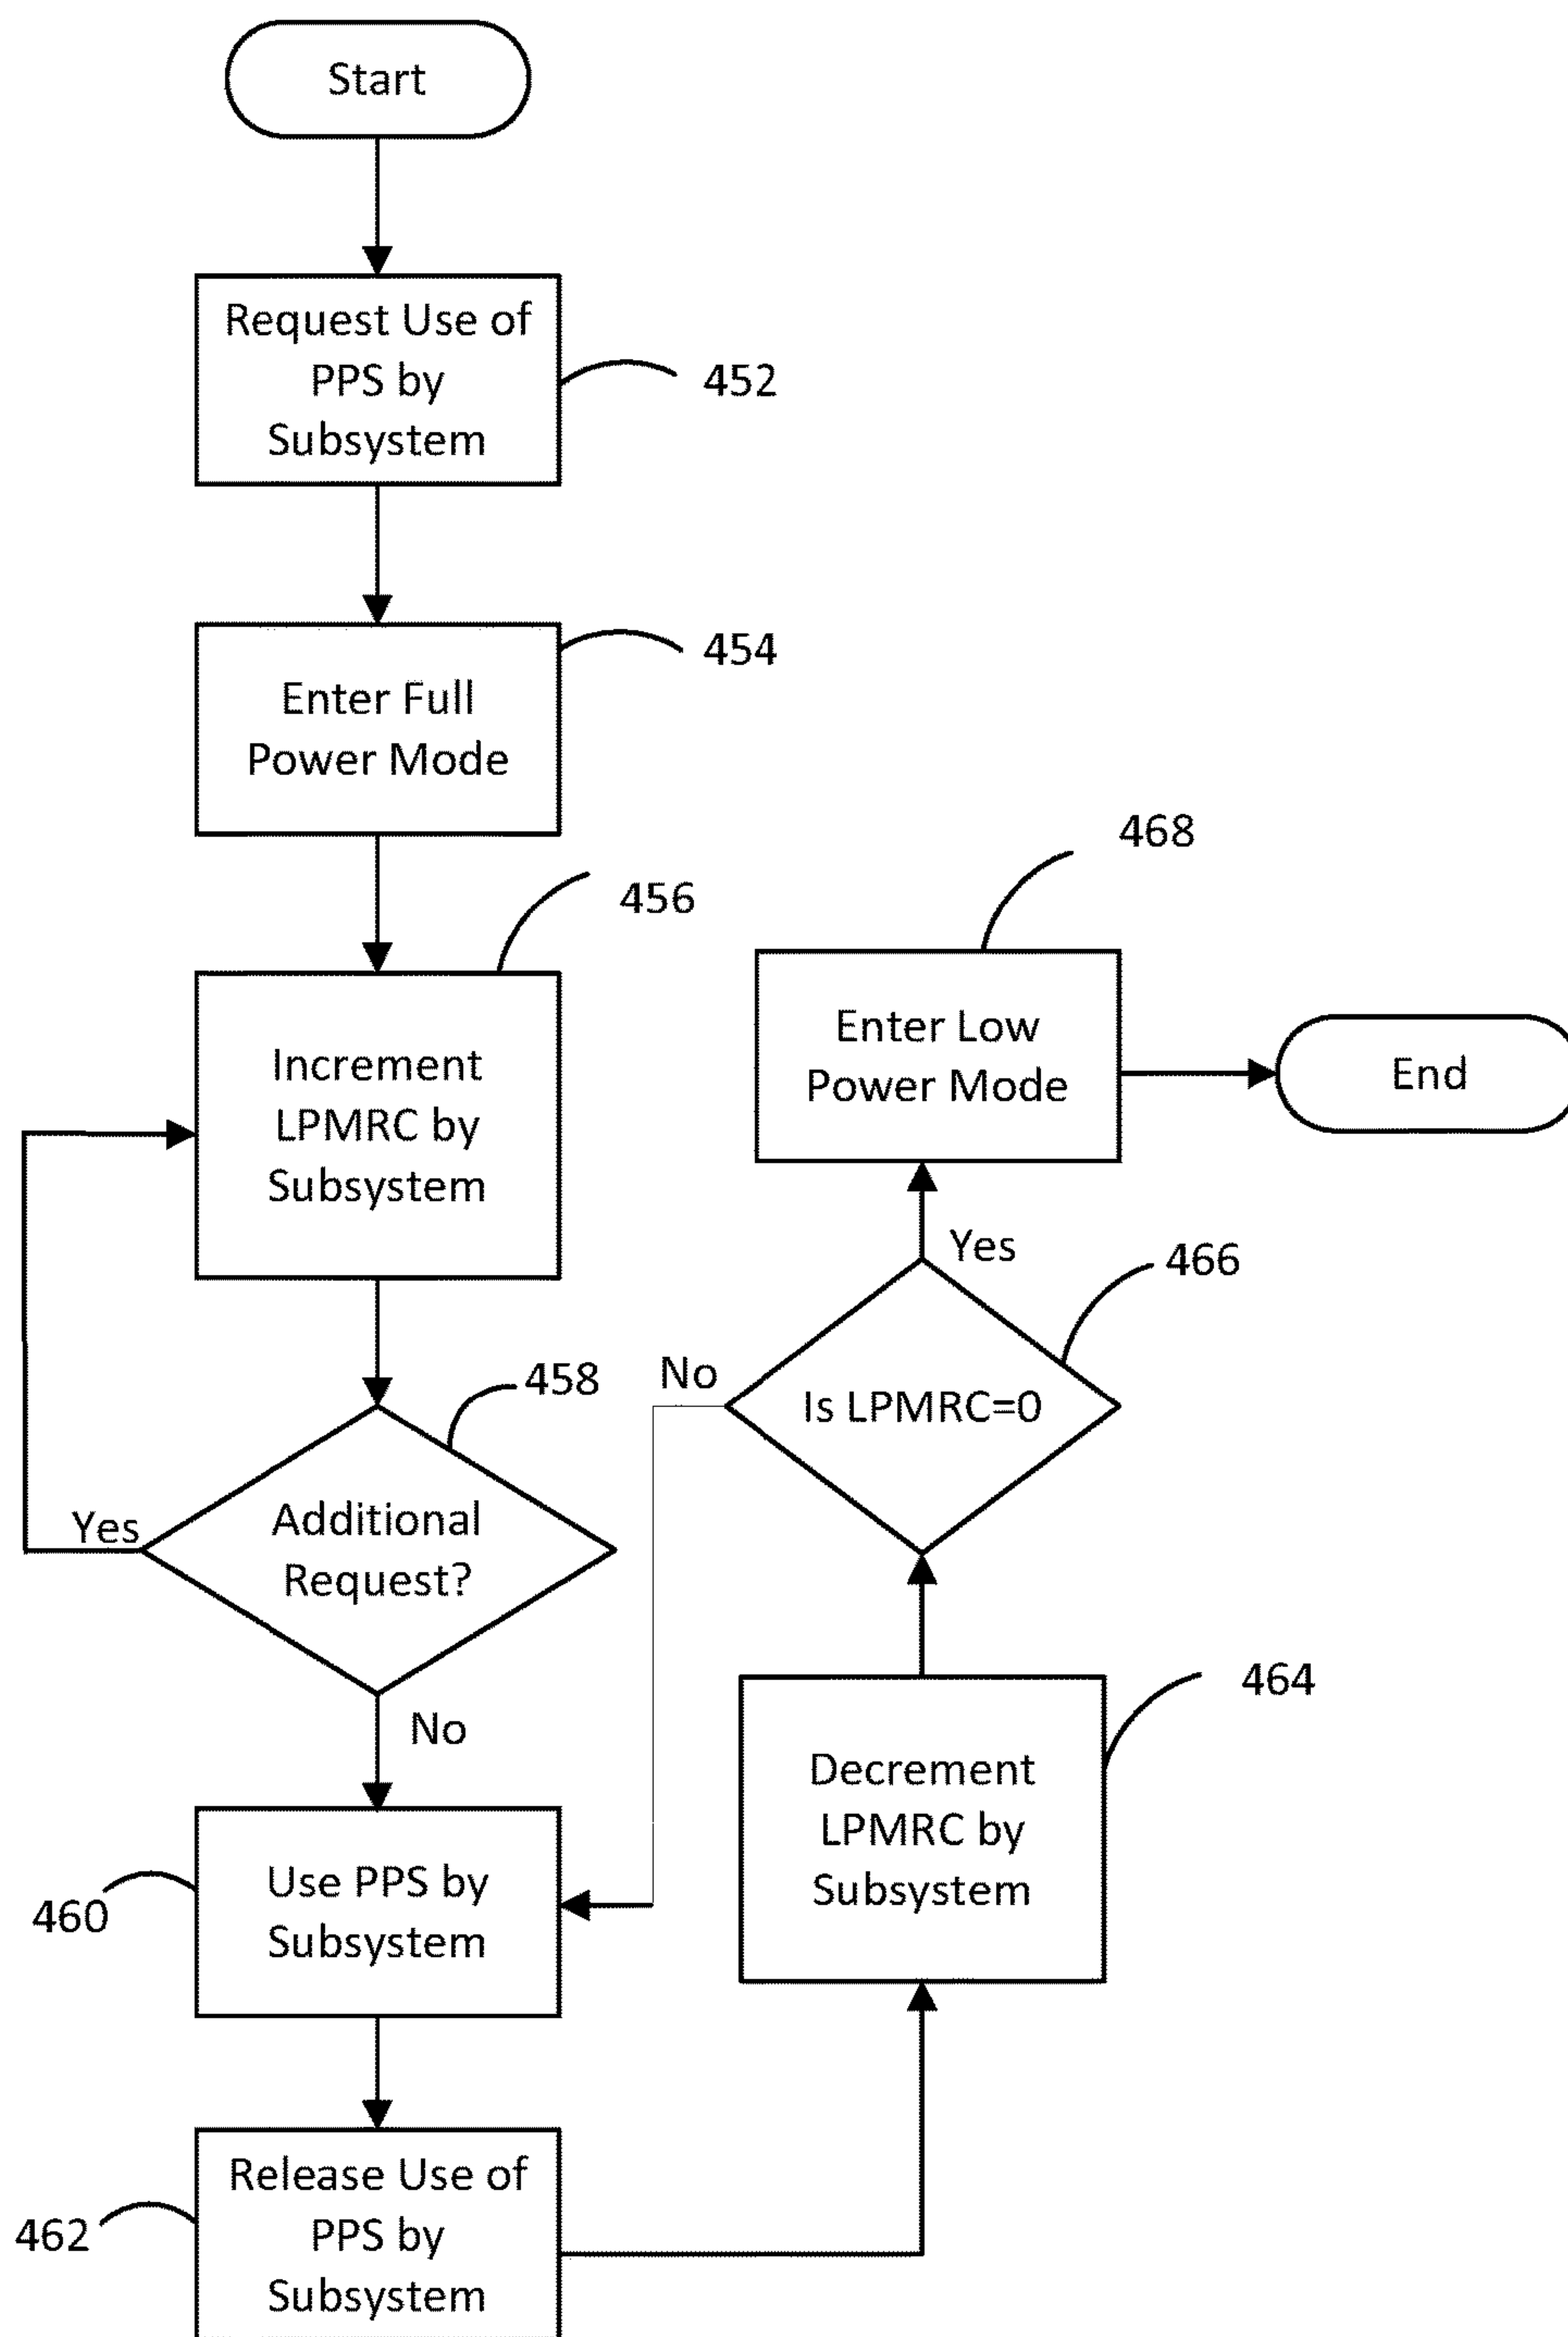 Start
Request Use of
PPS by
Subsystem
452
Enter Full
Power Mode
454
Increment
LPMRC by
Subsystem
456
Additional
Request?
458
Yes
No
Use PPS by
Subsystem
460
Release Use of
PPS by
Subsystem
462
Decrement
LPMRC by
Subsystem
464
Is LPMRC=0
466
No
Yes
Enter Low
Power Mode
468
End